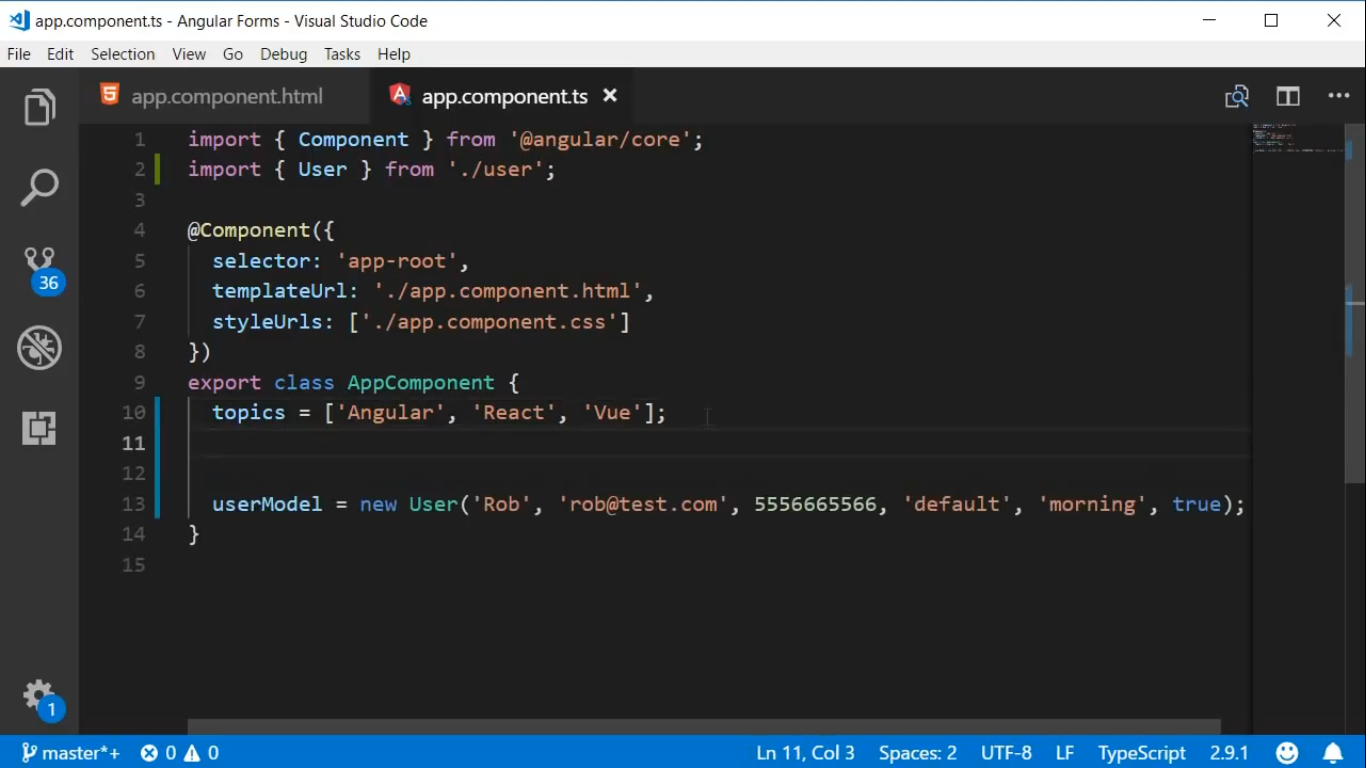 app.component.ts - Angular Forms - Visual Studio Code
File Edit Selection View Go Debug Tasks Help
app.component.html app.component.ts
1 import { Component } from '@angular/core';
2 import { User } from './user';
3
4 @Component({
5 selector: 'app-root',
6 templateUrl: './app.component.html',
7 styleUrls: ['./app.component.css']
8 })
9 export class AppComponent {
10 topics = ['Angular', 'React', 'Vue'];
11
12
13 userModel = new User('Rob', 'rob@test.com', 5556665566, 'default', 'morning', true);
14 }
15
36
1
master*+ 0 0 Ln 11, Col 3 Spaces: 2 UTF-8 LF TypeScript 2.9.1